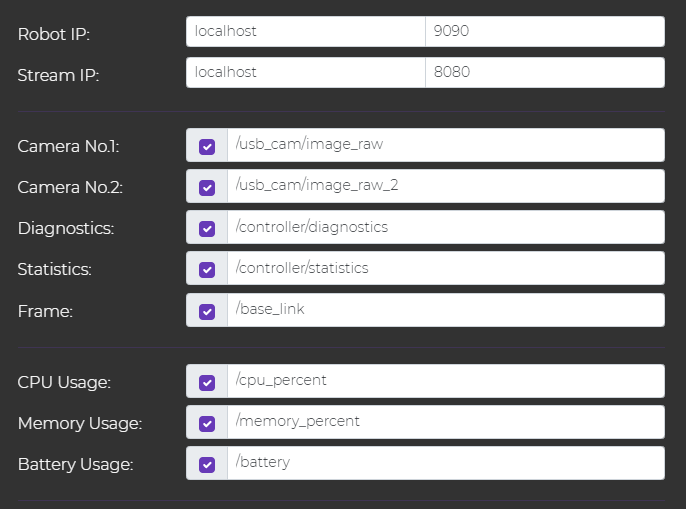 Robot IP: localhost 9090
Stream IP: localhost 8080
Camera No.1: /usb_cam/image_raw
Camera No.2: /usb_cam/image_raw_2
Diagnostics: /controller/diagnostics
Statistics: /controller/statistics
Frame: /base_link
CPU Usage: /cpu_percent
Memory Usage: /memory_percent
Battery Usage: /battery